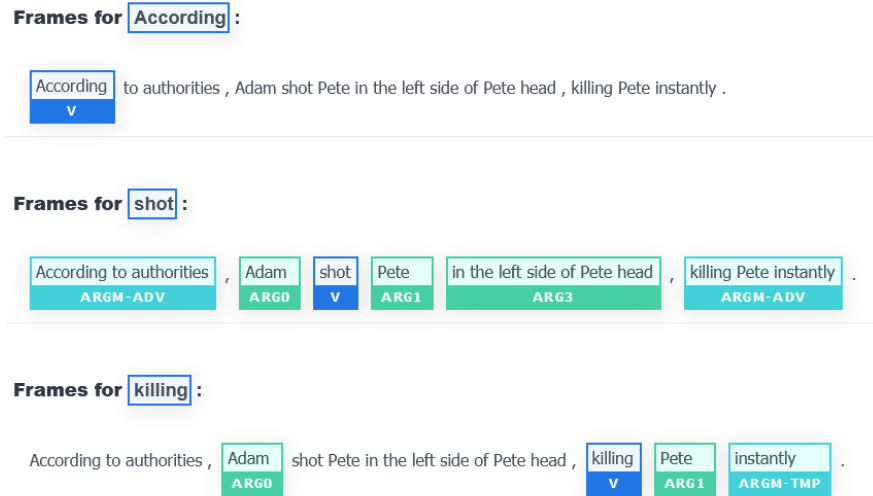 Frames for According :
According to authorities , Adam shot Pete in the left side of Pete head , killing Pete instantly .
V
Frames for shot :
According to authorities , Adam shot Pete in the left side of Pete head , killing Pete instantly .
ARGM-ADV ARG0 V ARG1 ARG3 ARGM-ADV
Frames for killing :
According to authorities , Adam shot Pete in the left side of Pete head , killing Pete instantly .
ARG0 V ARG1 ARGM-TMP